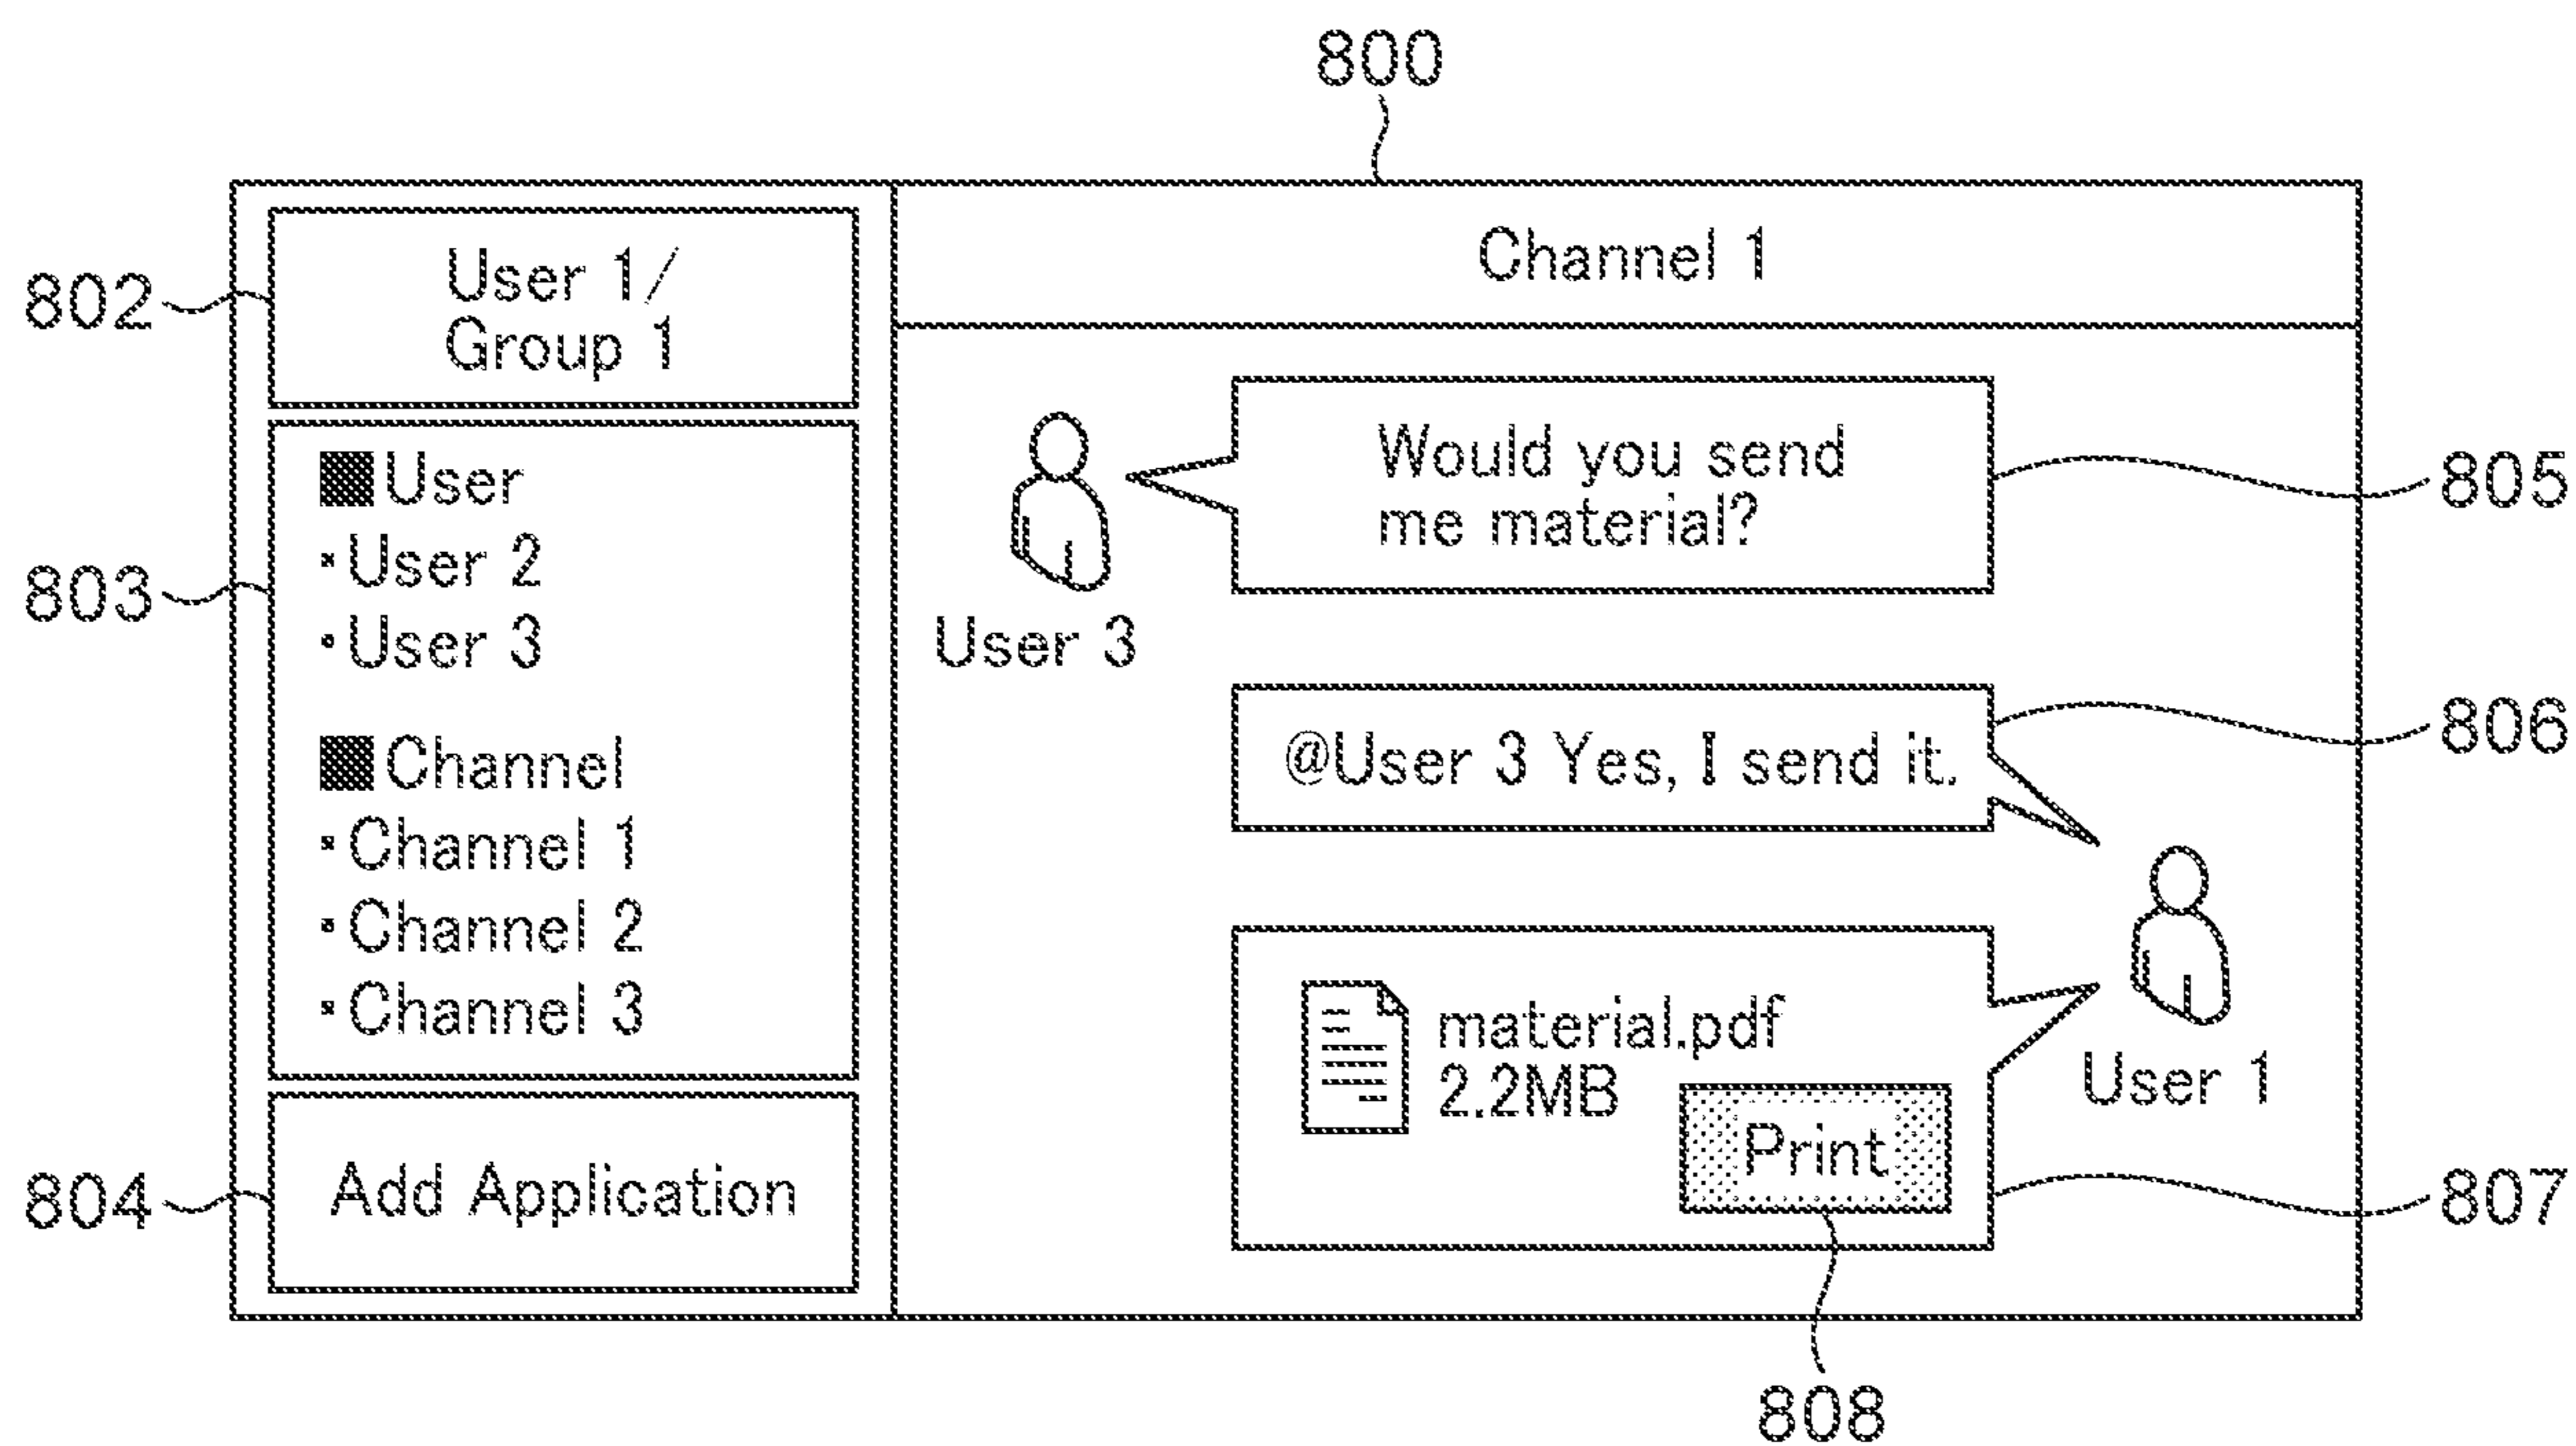 800
802
User 1/
Group 1
Channel 1
803
■User
・User 2
・User 3
■Channel
・Channel 1
・Channel 2
・Channel 3
804
Add Application
Would you send
me material?
805
User 3
@User 3 Yes, I send it.
806
material.pdf
2.2MB
Print
User 1
807
808